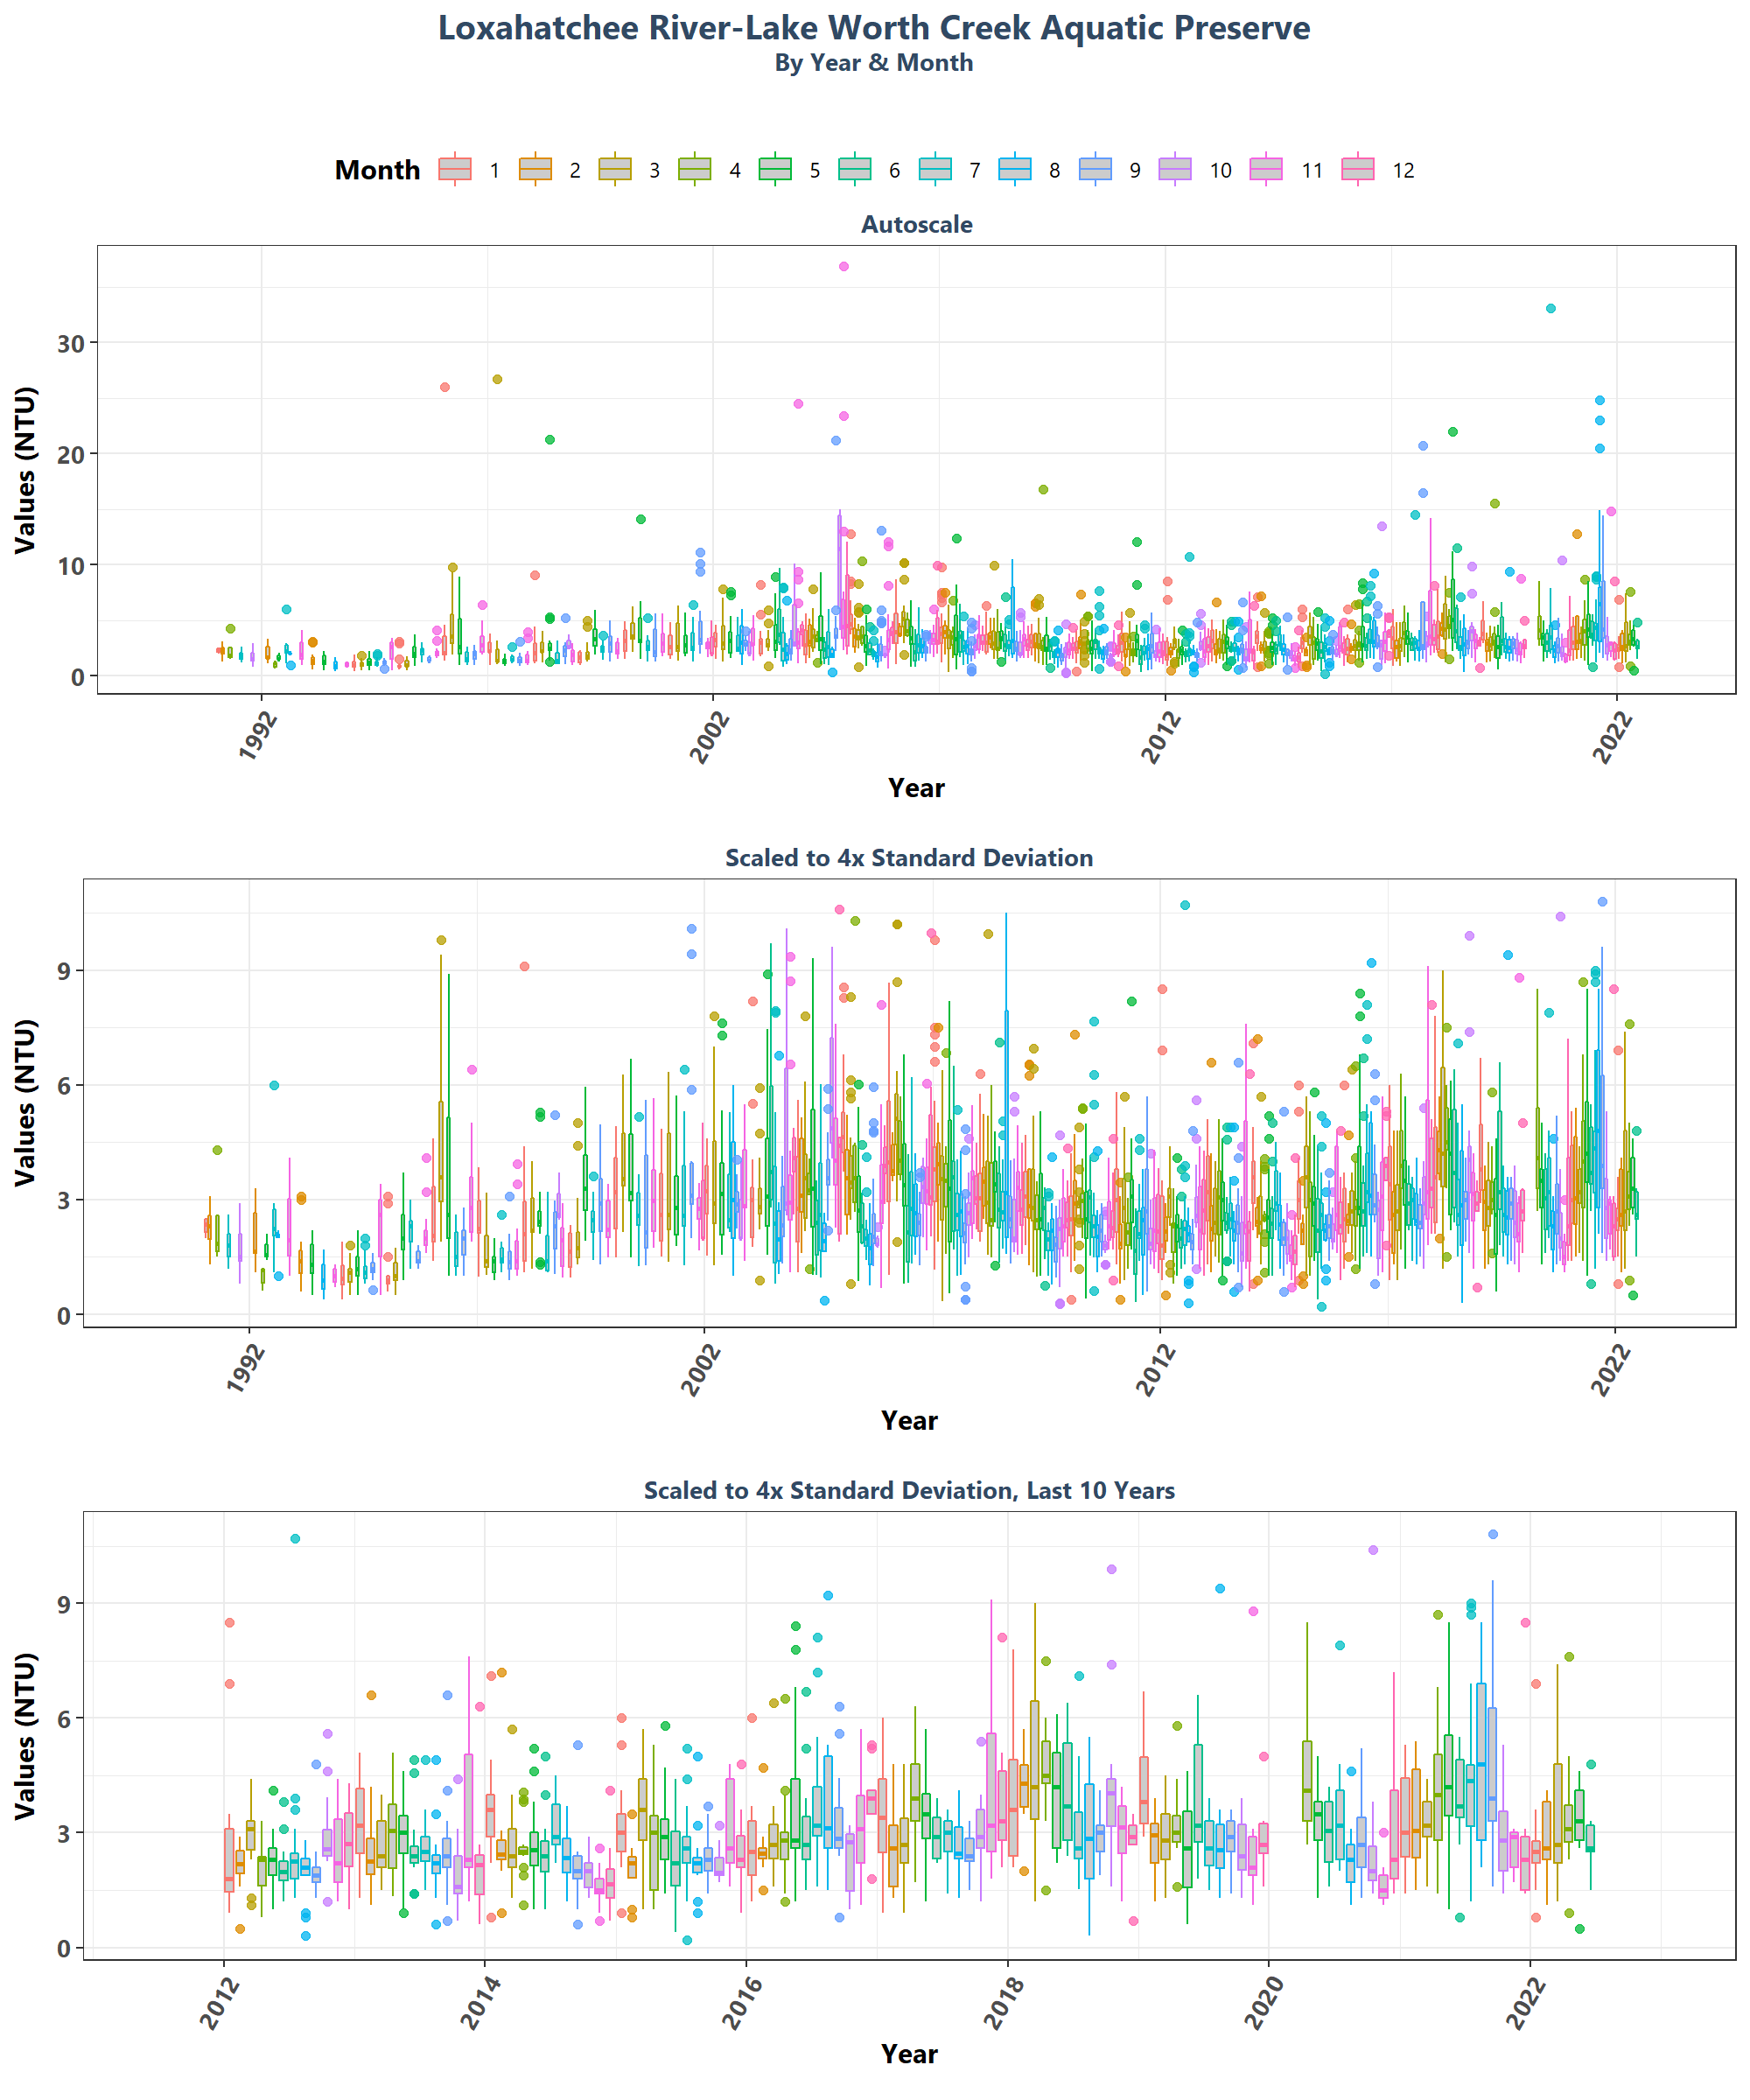 Loxahatchee River-Lake Worth Creek Aquatic Preserve
By Year & Month
Month 1 2 3 4 5 6 7 8 9 10 11 12
Autoscale
Values (NTU)
30
20
10
0
1992 2002 2012 2022
Year
Scaled to 4x Standard Deviation
Values (NTU)
9
6
3
0
1992 2002 2012 2022
Year
Scaled to 4x Standard Deviation, Last 10 Years
Values (NTU)
9
6
3
0
2012 2014 2016 2018 2020 2022
Year